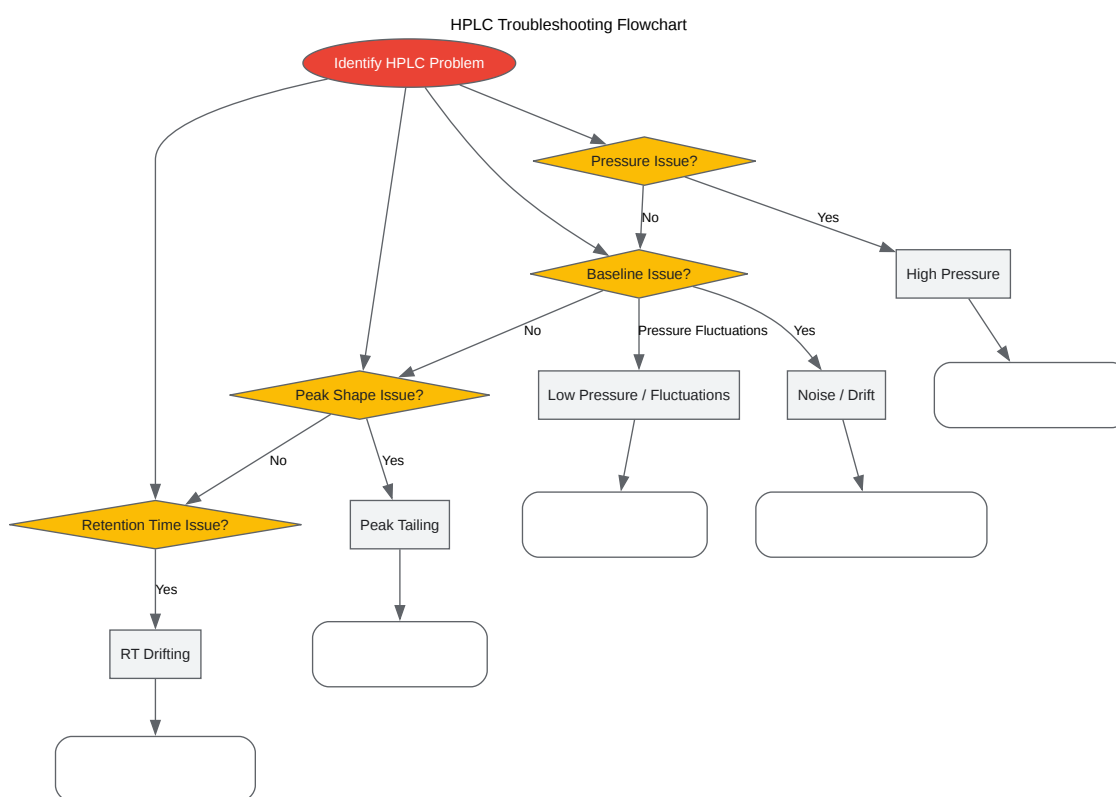 HPLC Troubleshooting Flowchart
Identify HPLC Problem
Pressure Issue?
No
Yes
Baseline Issue?
High Pressure
No
Pressure Fluctuations
Yes
Peak Shape Issue?
Low Pressure / Fluctuations
Noise / Drift
No
Yes
Retention Time Issue?
Peak Tailing
Yes
RT Drifting